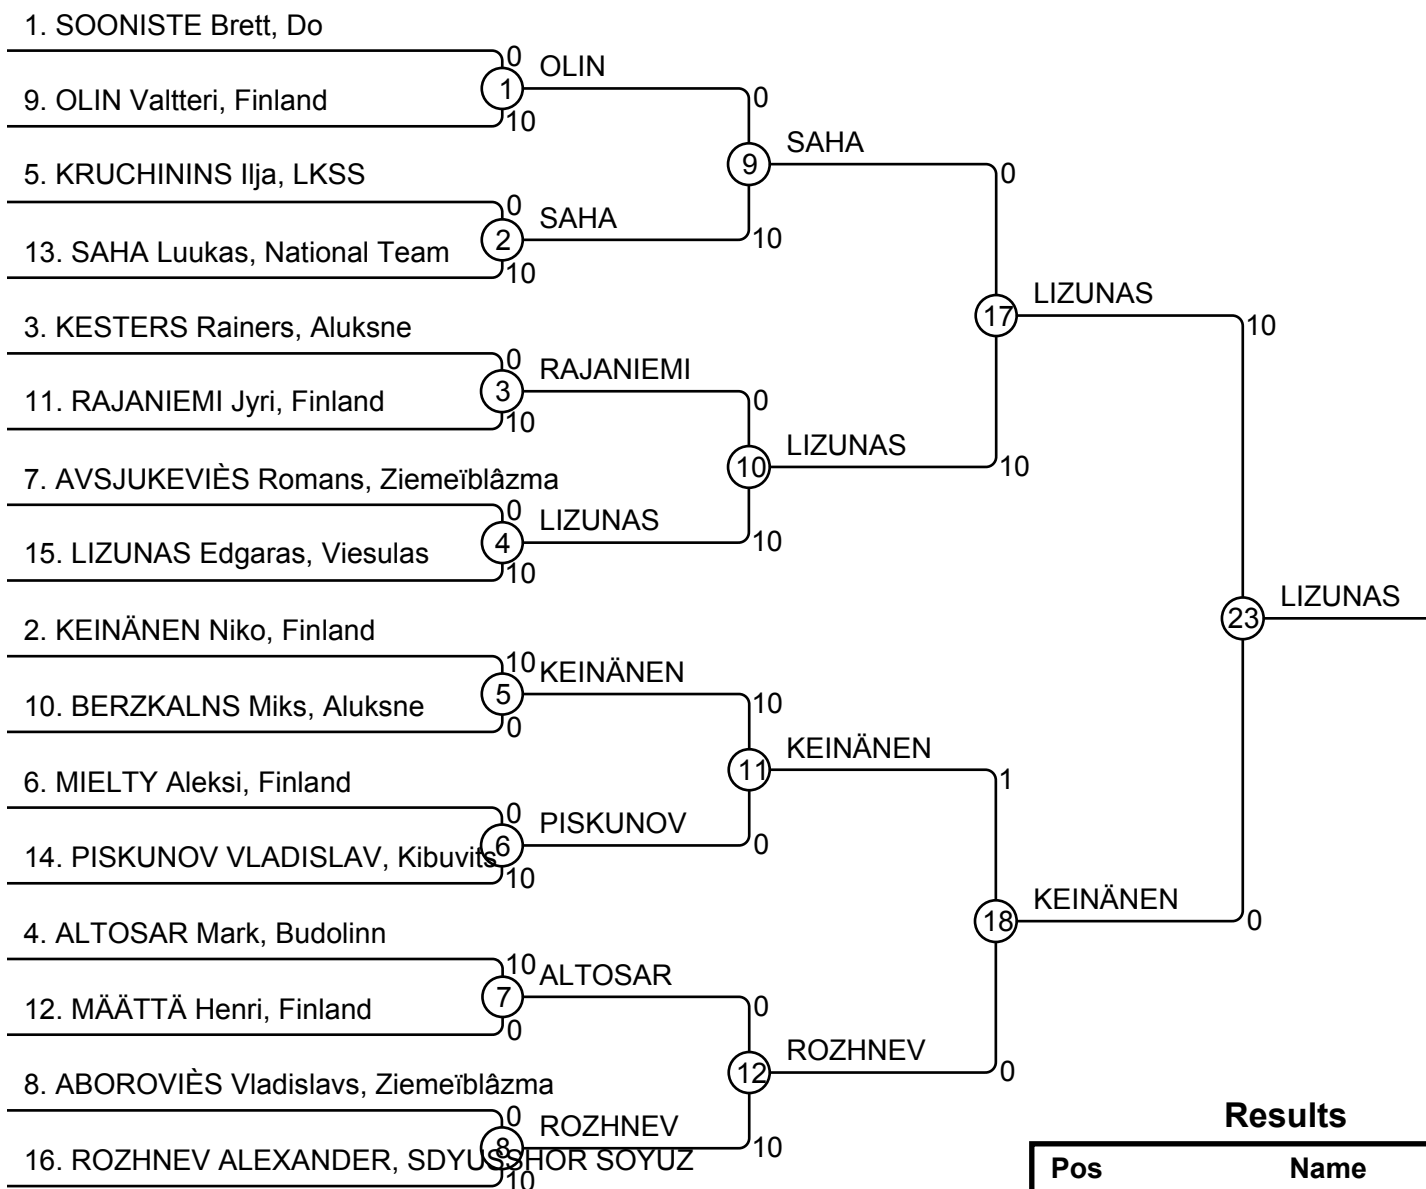 1. SOONISTE Brett, Do
0
OLIN
1
9. OLIN Valtteri, Finland
10
0
SAHA
9
5. KRUCHININS Ilja, LKSS
0
0
SAHA
2
10
13. SAHA Luukas, National Team
10
LIZUNAS
17
10
3. KESTERS Rainers, Aluksne
0
RAJANIEMI
3
0
11. RAJANIEMI Jyri, Finland
10
LIZUNAS
10
10
7. AVSJUKEVIÈS Romans, Ziemeïblâzma
0
LIZUNAS
4
10
15. LIZUNAS Edgaras, Viesulas
10
LIZUNAS
23
2. KEINÄNEN Niko, Finland
10
KEINÄNEN
5
10
10. BERZKALNS Miks, Aluksne
0
KEINÄNEN
11
1
6. MIELTY Aleksi, Finland
0
PISKUNOV
6
0
14. PISKUNOV VLADISLAV, Kibuvits
10
KEINÄNEN
18
0
4. ALTOSAR Mark, Budolinn
10
ALTOSAR
7
0
12. MÄÄTTÄ Henri, Finland
0
ROZHNEV
12
0
8. ABOROVIÈS Vladislavs, Ziemeïblâzma
0
ROZHNEV
8
10
16. ROZHNEV ALEXANDER, SDYUSSHOR SOYUZ
10
Results
Pos Name